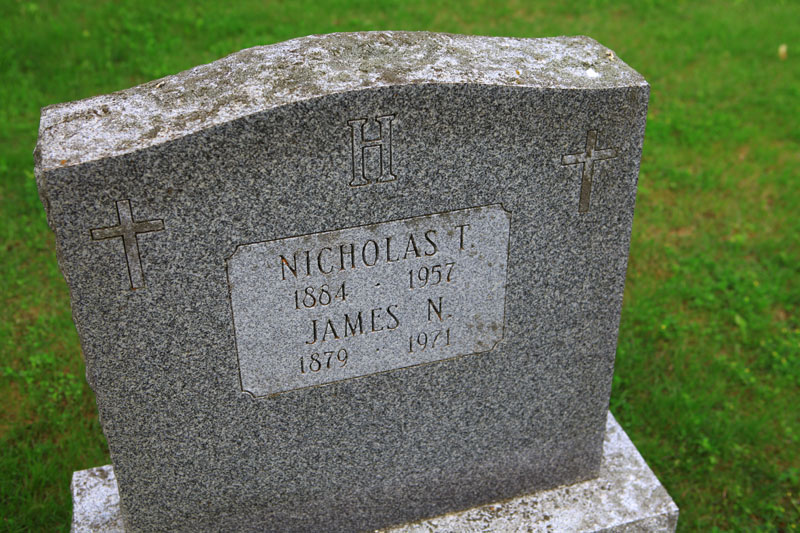 H
NICHOLAS T.
1884 - 1957
JAMES N.
1879 - 1971